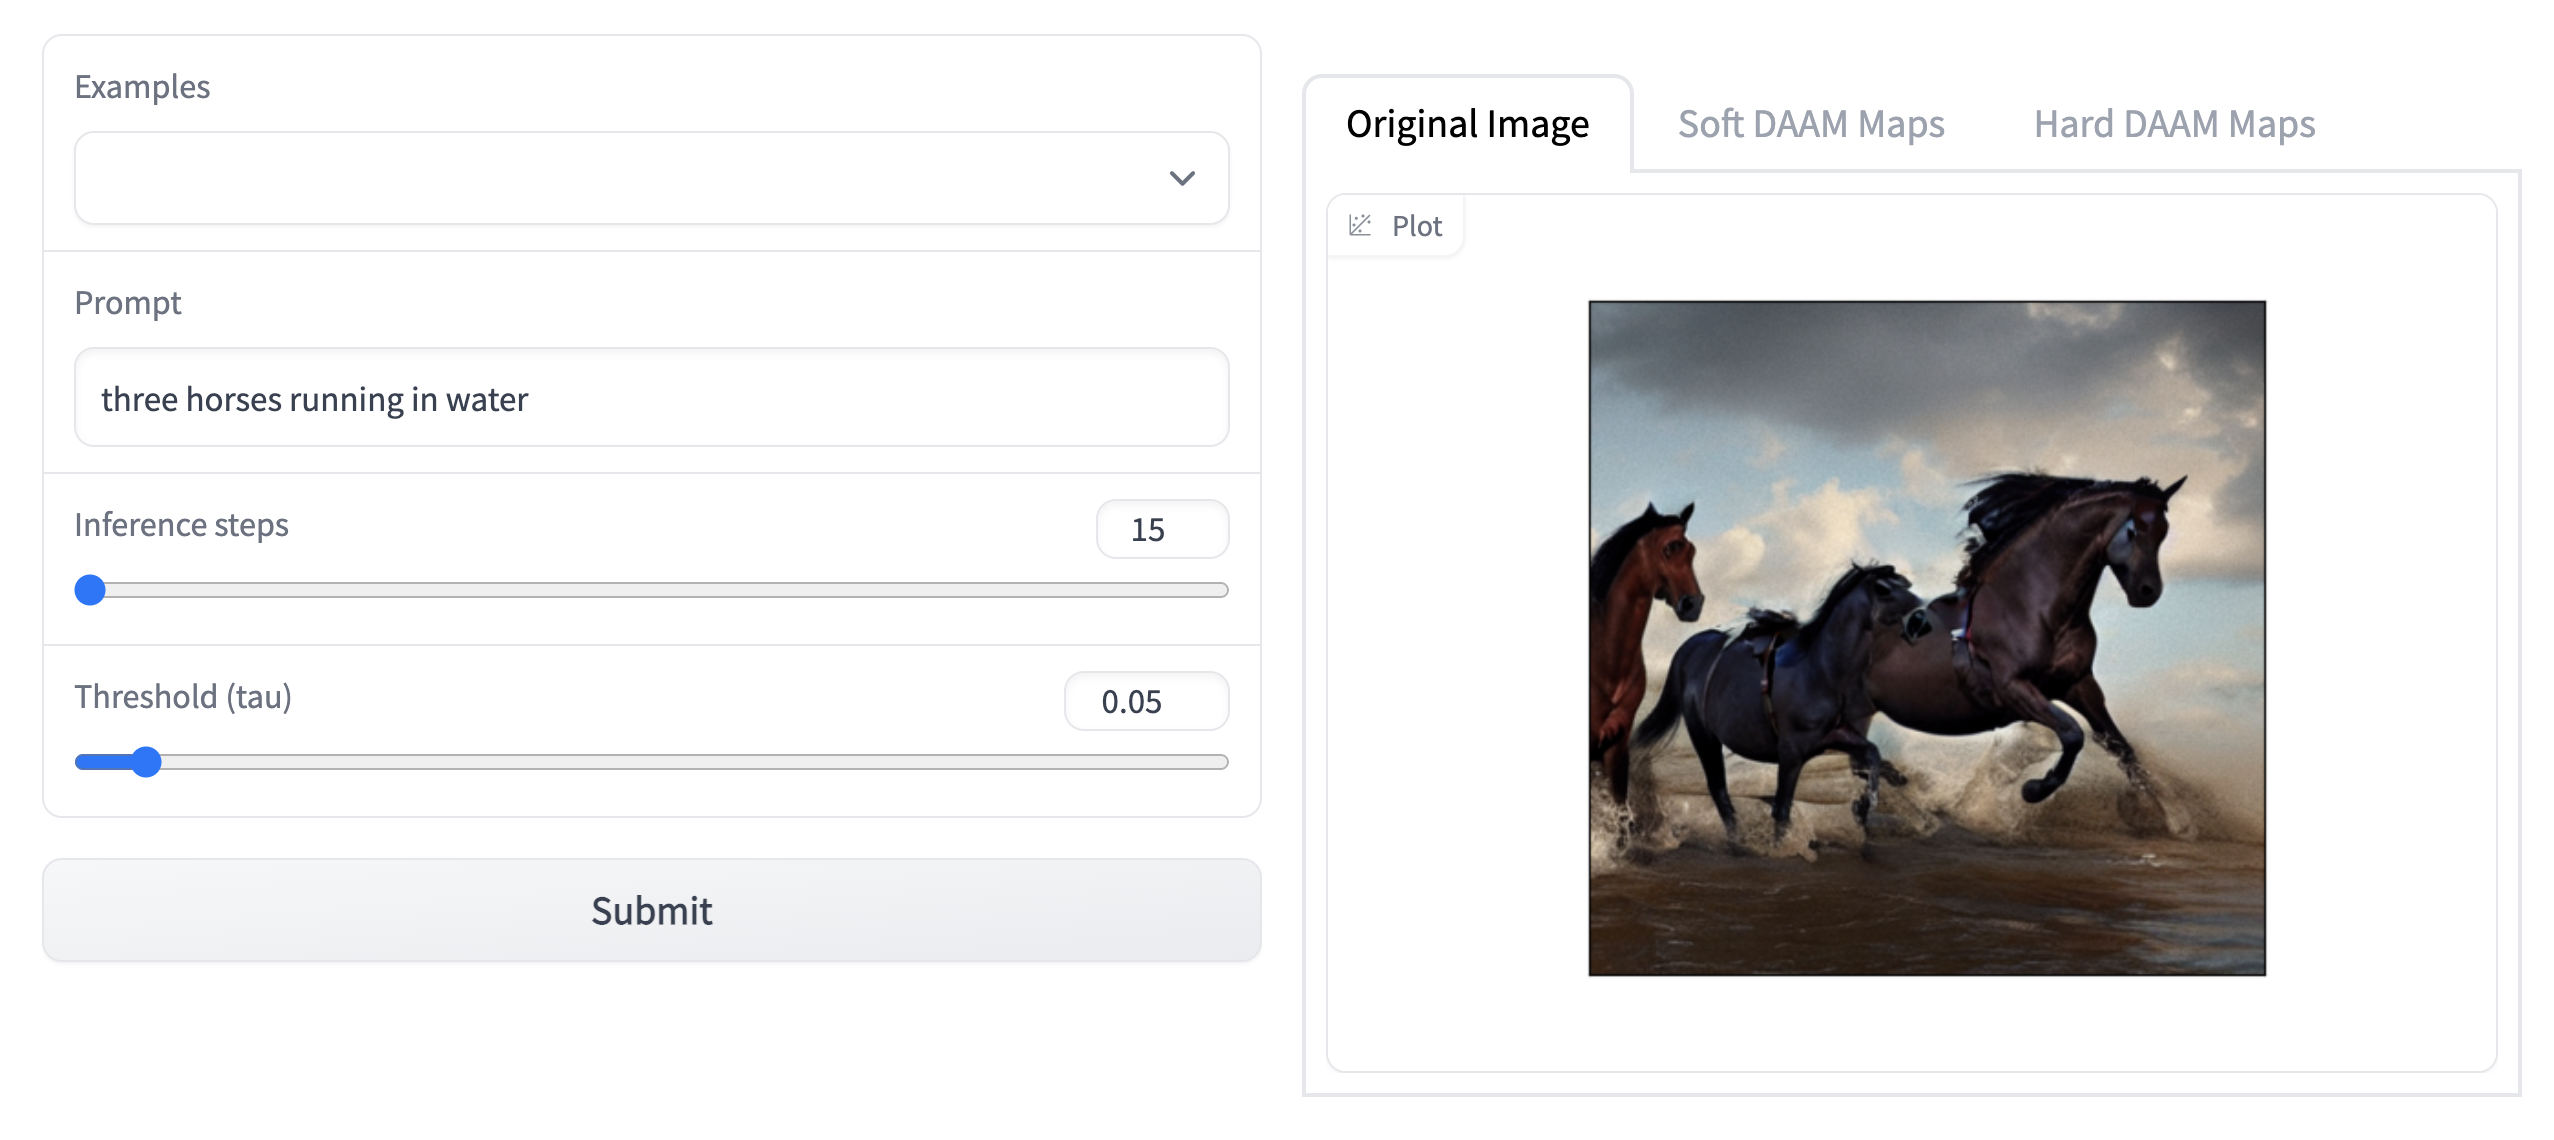 Examples
Prompt
three horses running in water
Inference steps
15
Threshold (tau)
0.05
Submit
Original Image
Soft DAAM Maps
Hard DAAM Maps
Plot